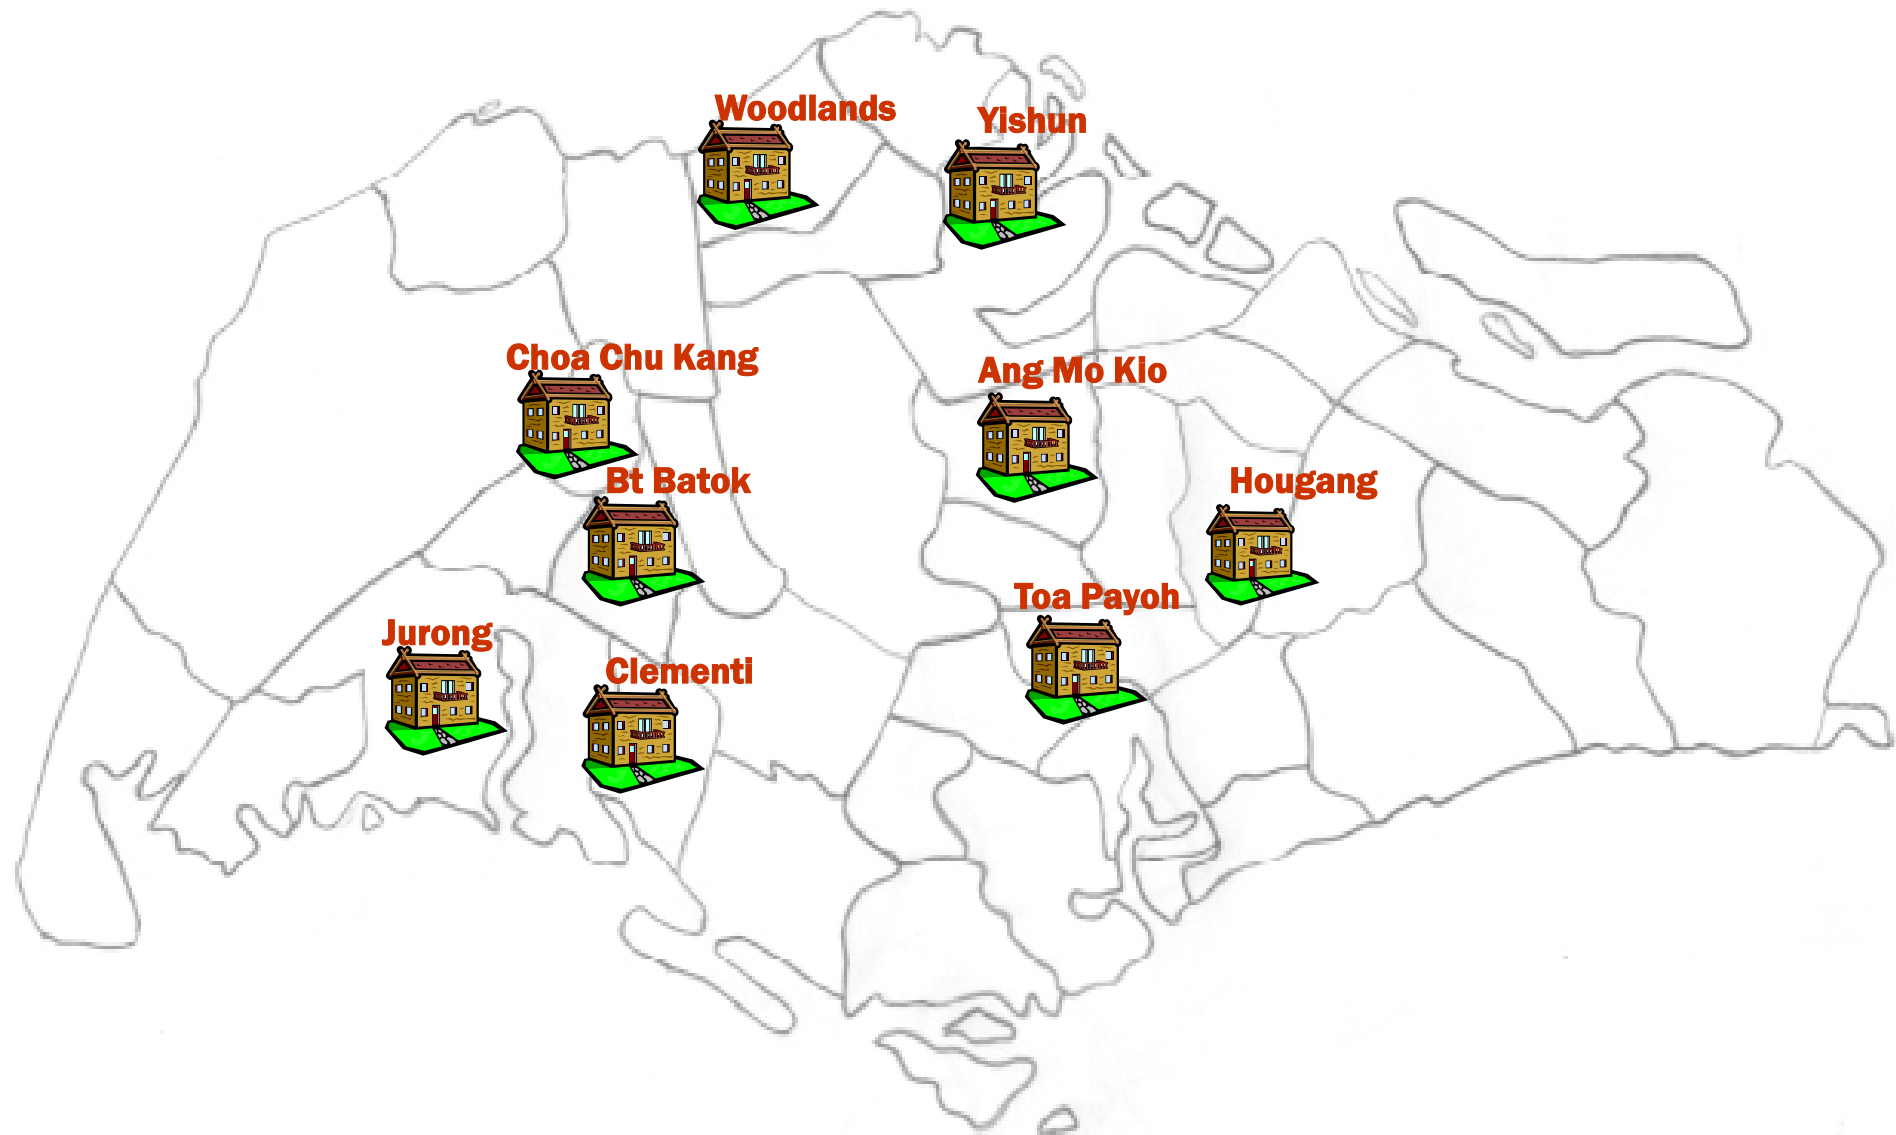 Woodlands
Yishun
Choa Chu Kang
Ang Mo Kio
Bt Batok
Hougang
Toa Payoh
Jurong
Clementi